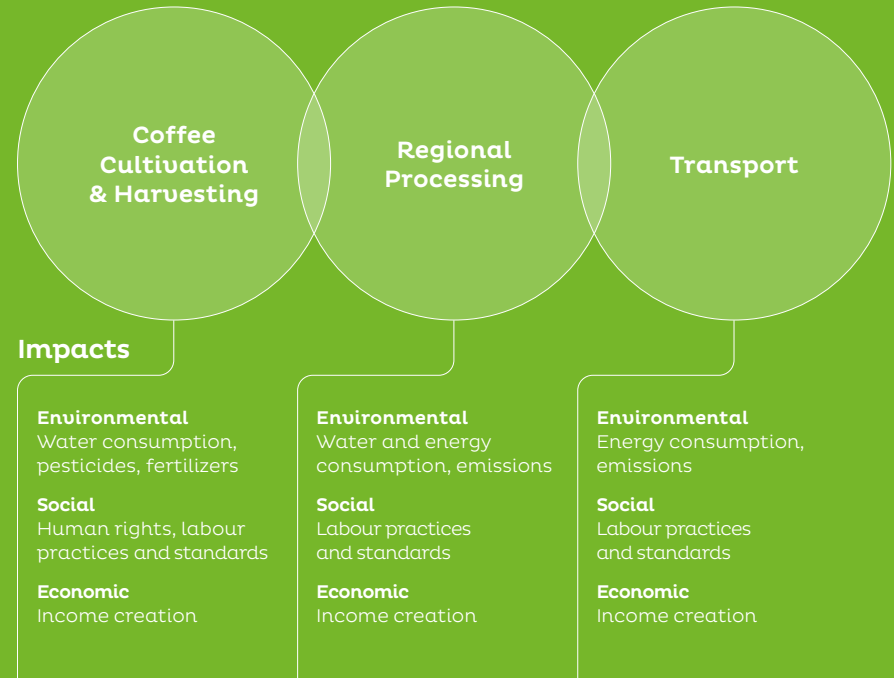 Coffee
Cultivation
& Harvesting
Regional
Processing
Transport
Impacts
Environmental
Water consumption,
pesticides, fertilizers
Social
Human rights, labour
practices and standards
Economic
Income creation
Environmental
Water and energy
consumption, emissions
Social
Labour practices
and standards
Economic
Income creation
Environmental
Energy consumption,
emissions
Social
Labour practices
and standards
Economic
Income creation